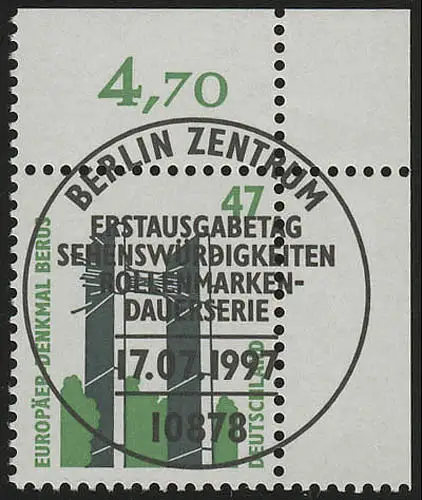 4,70
BERLIN ZENTRUM
47
ERSTAUSGABETAG
SEHENSWÜRDIGKEITEN
ROLLENMARKEN-
DAUERSERIE
17.07.1997
10878
EUROPÄER DENKMAL BERUS
DEUTSCHLAND